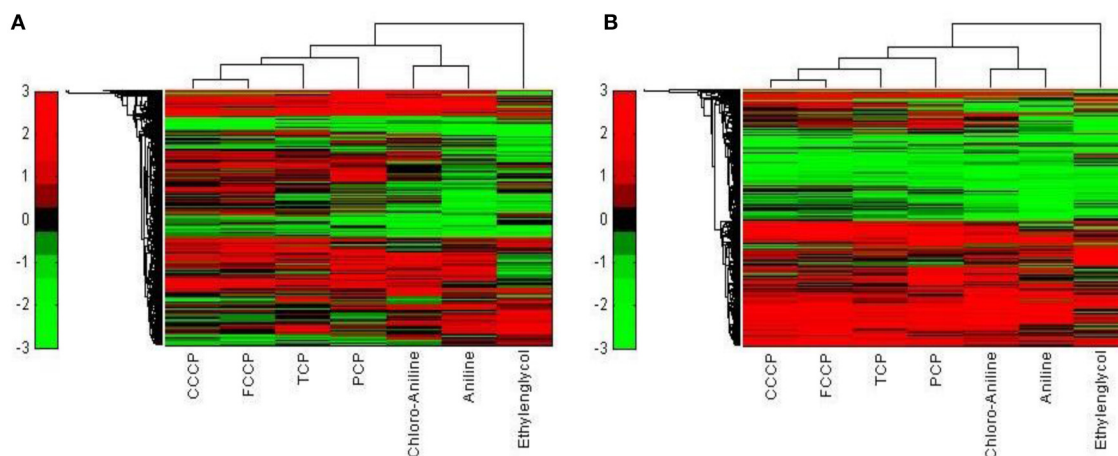 A
3
2
1
0
-1
-2
-3
CCCP
FCCP
TCP
PCP
Chloro-Aniline
Aniline
Ethylenglycol
B
3
2
1
0
-1
-2
-3
CCCP
FCCP
TCP
PCP
Chloro-Aniline
Aniline
Ethylenglycol